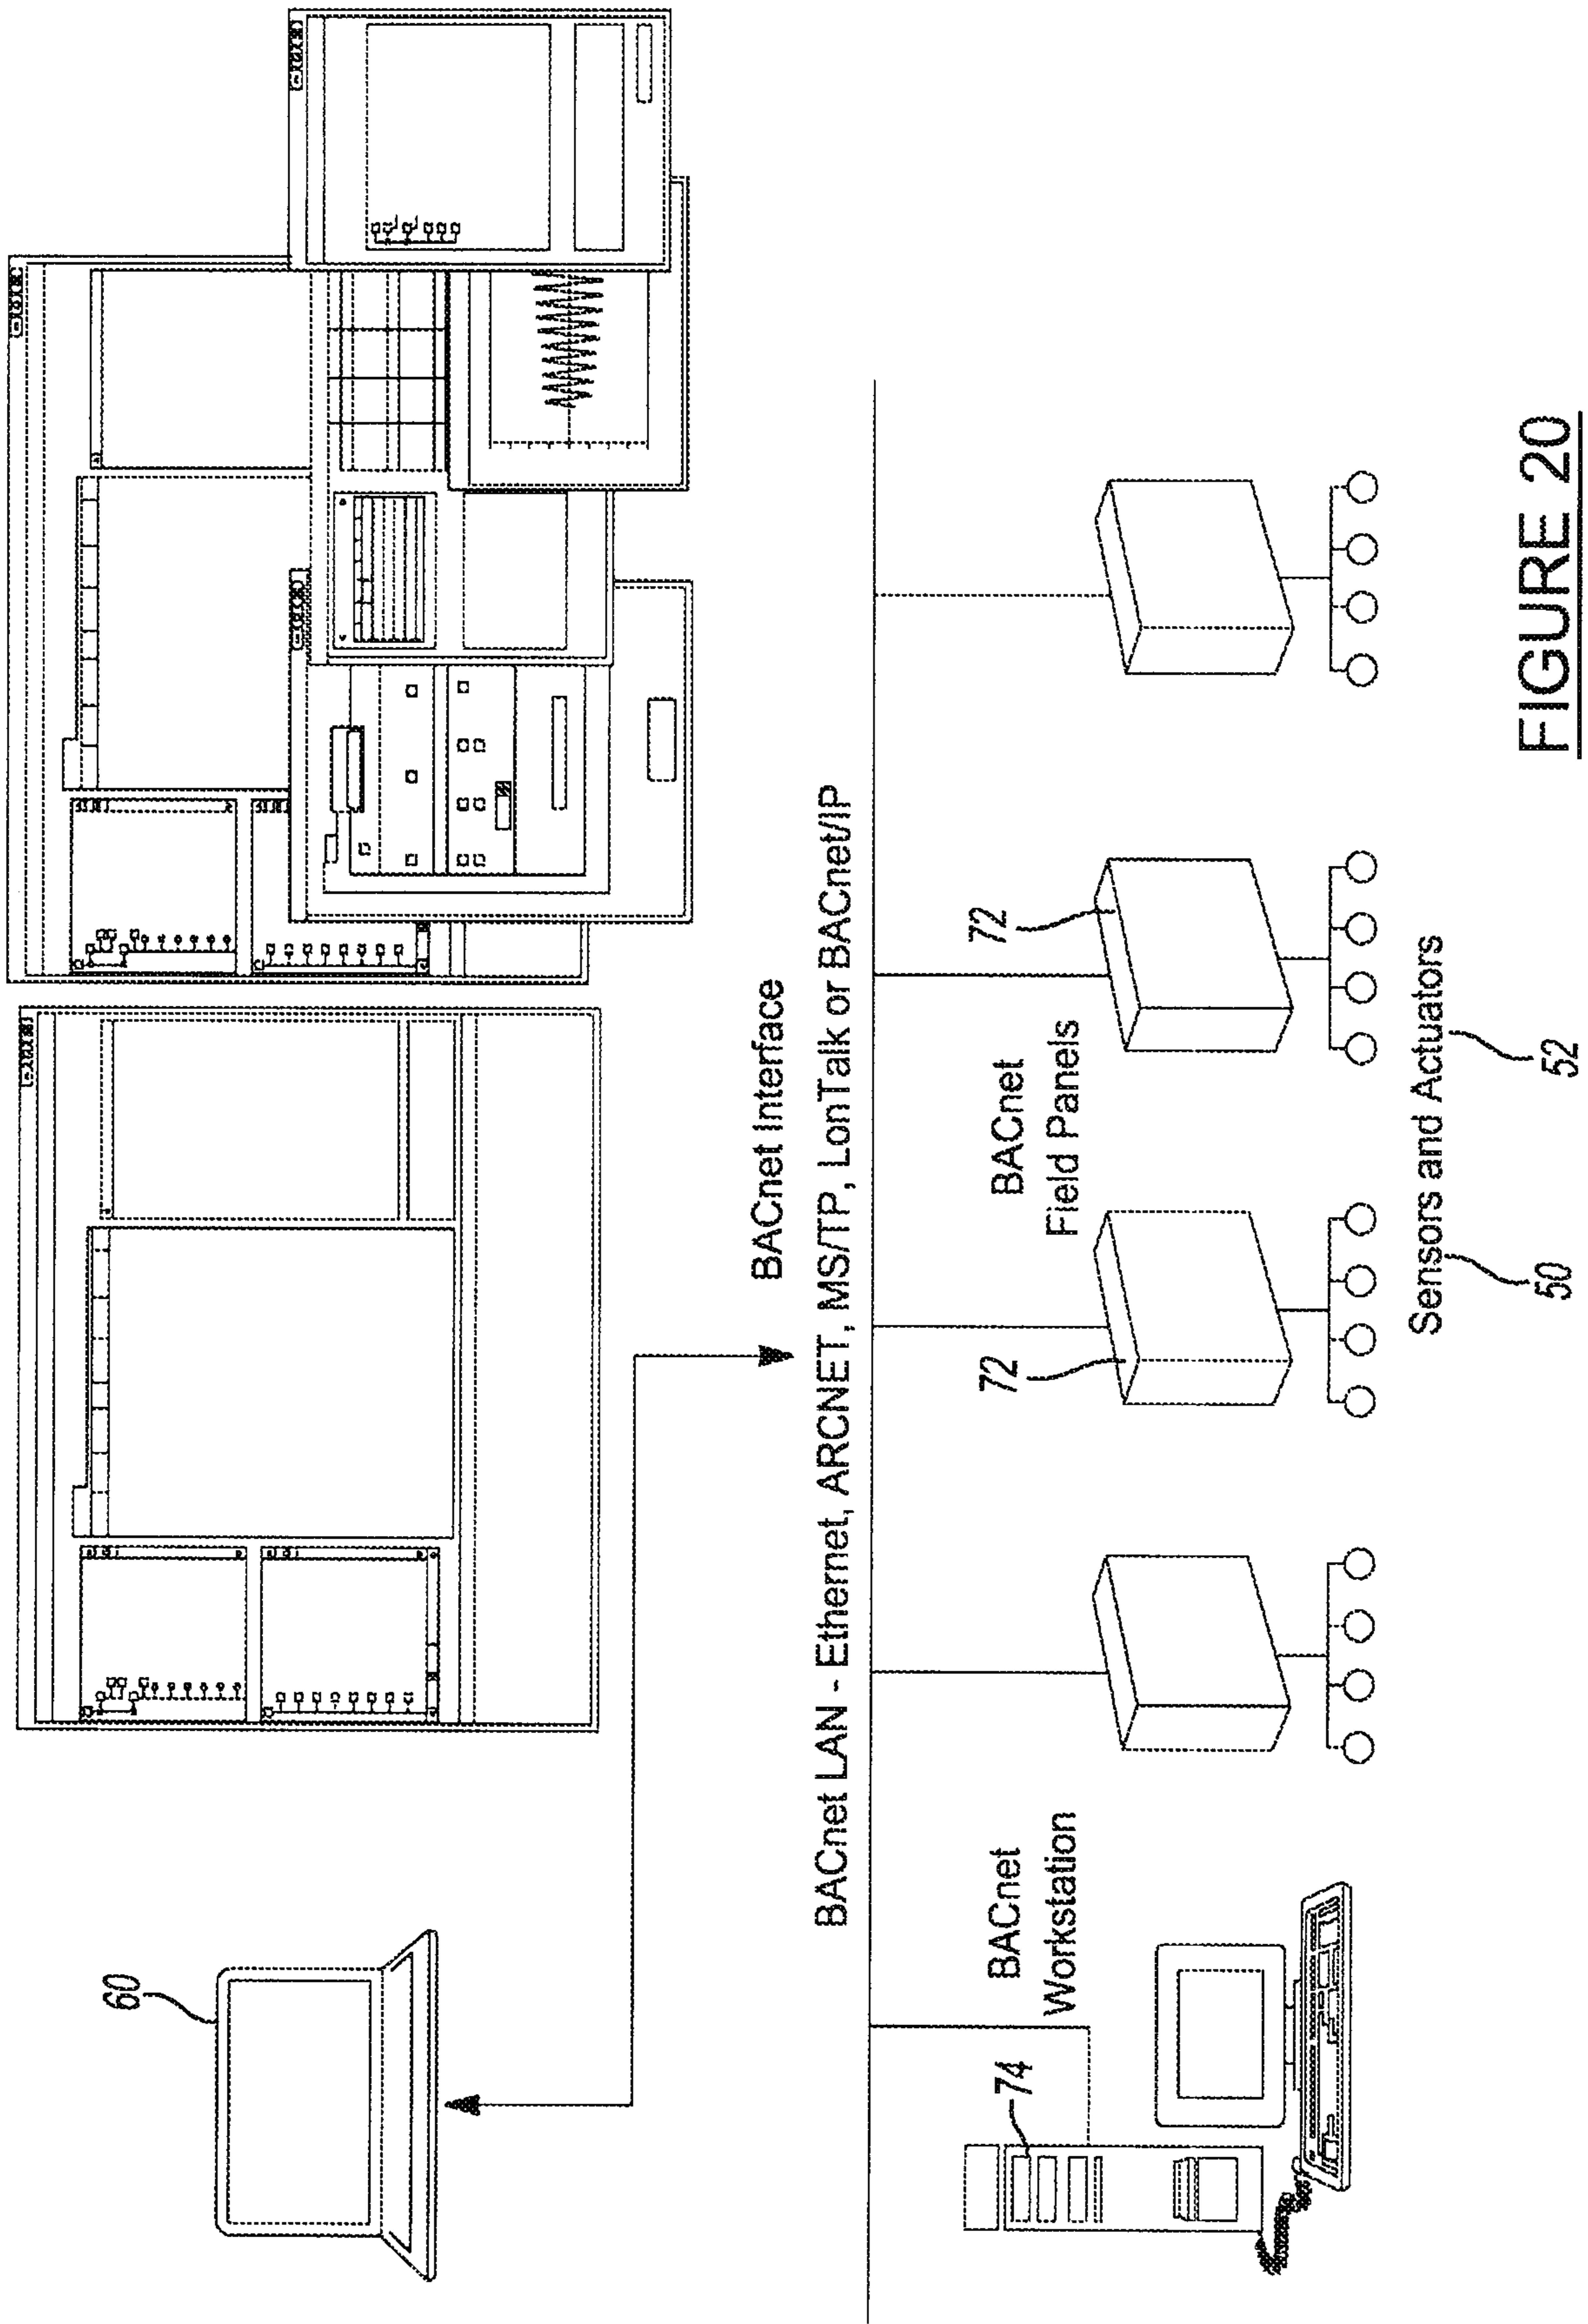 60
BACnet Interface
BACnet LAN - Ethernet, ARCNET, MS/TP, LonTalk or BACnet/IP
74
BACnet
Workstation
72
BACnet
Field Panels
72
Sensors and Actuators
50
52
FIGURE 20